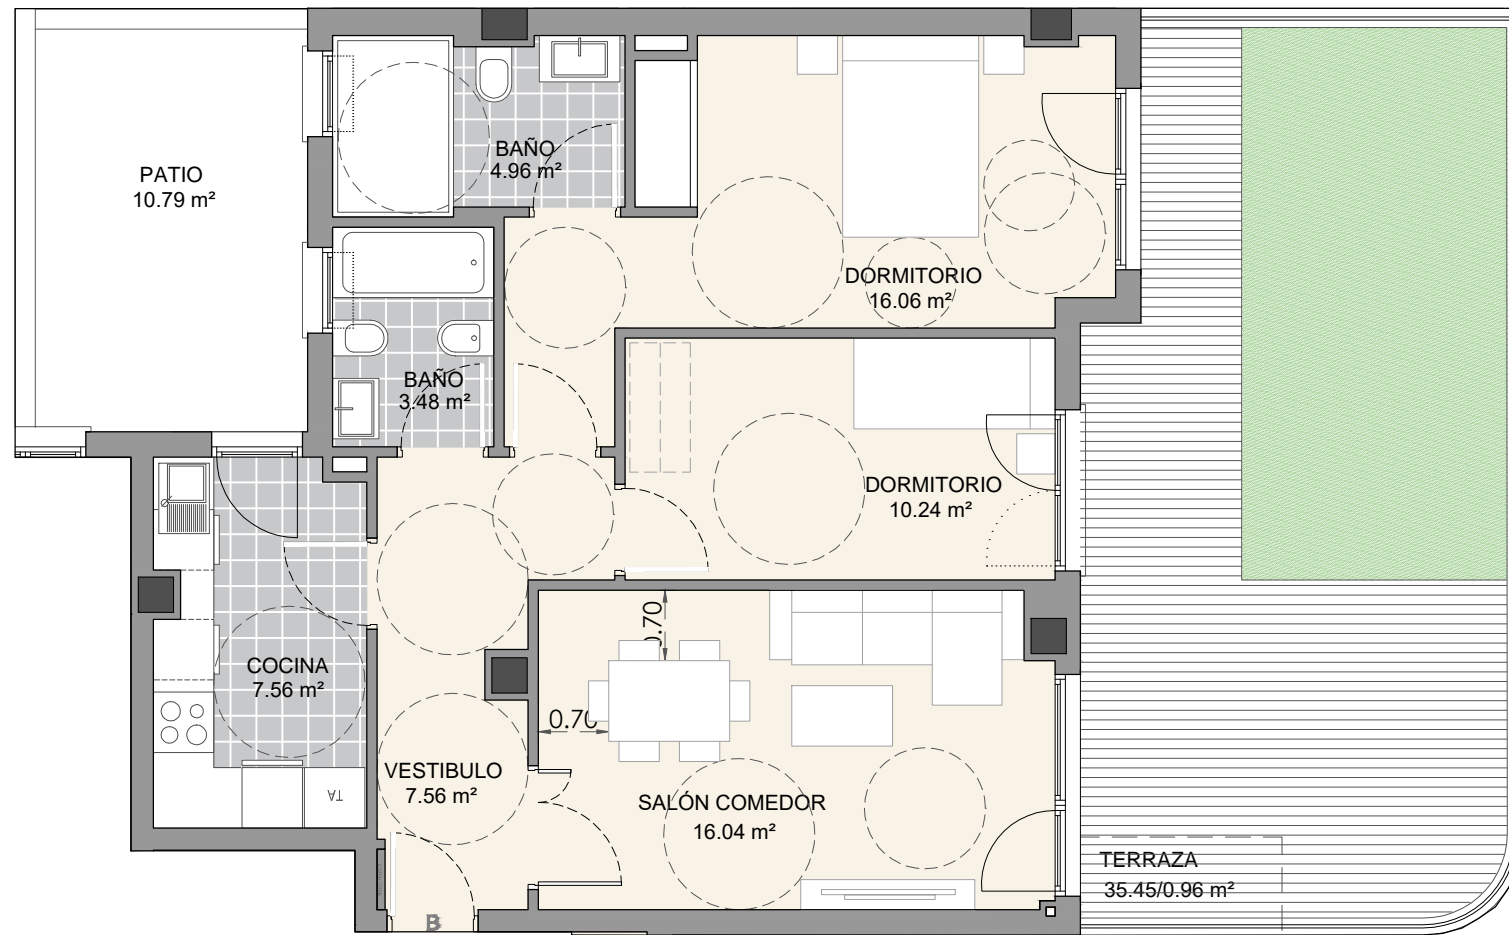 PATIO
10.79 m²
BAÑO
4.96 m²
DORMITORIO
16.06 m²
BAÑO
3.48 m²
DORMITORIO
10.24 m²
COCINA
7.56 m²
TA
VESTIBULO
7.56 m²
0.70
0.70
SALÓN COMEDOR
16.04 m²
TERRAZA
35.45/0.96 m²
B